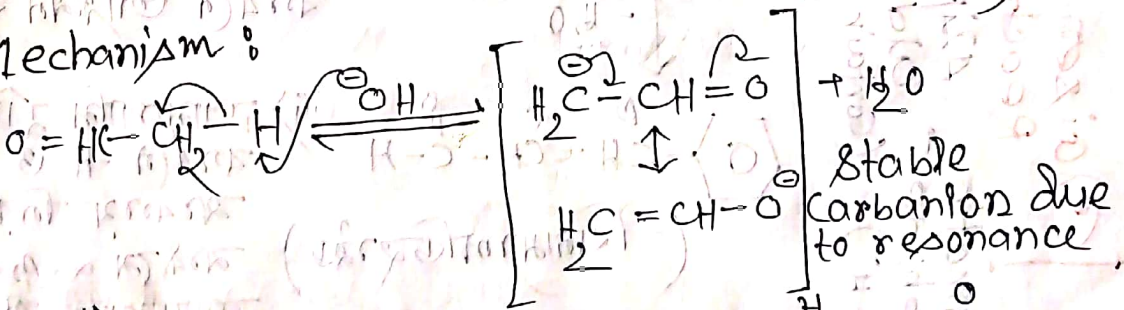 Mechanism :
O = HC - CH2 - H ⊖OH ⇌ [ H2C⊖ - CH = O + H2O
↕ stable
H2C = CH - O⊖ ] carbanion due
to resonance
O